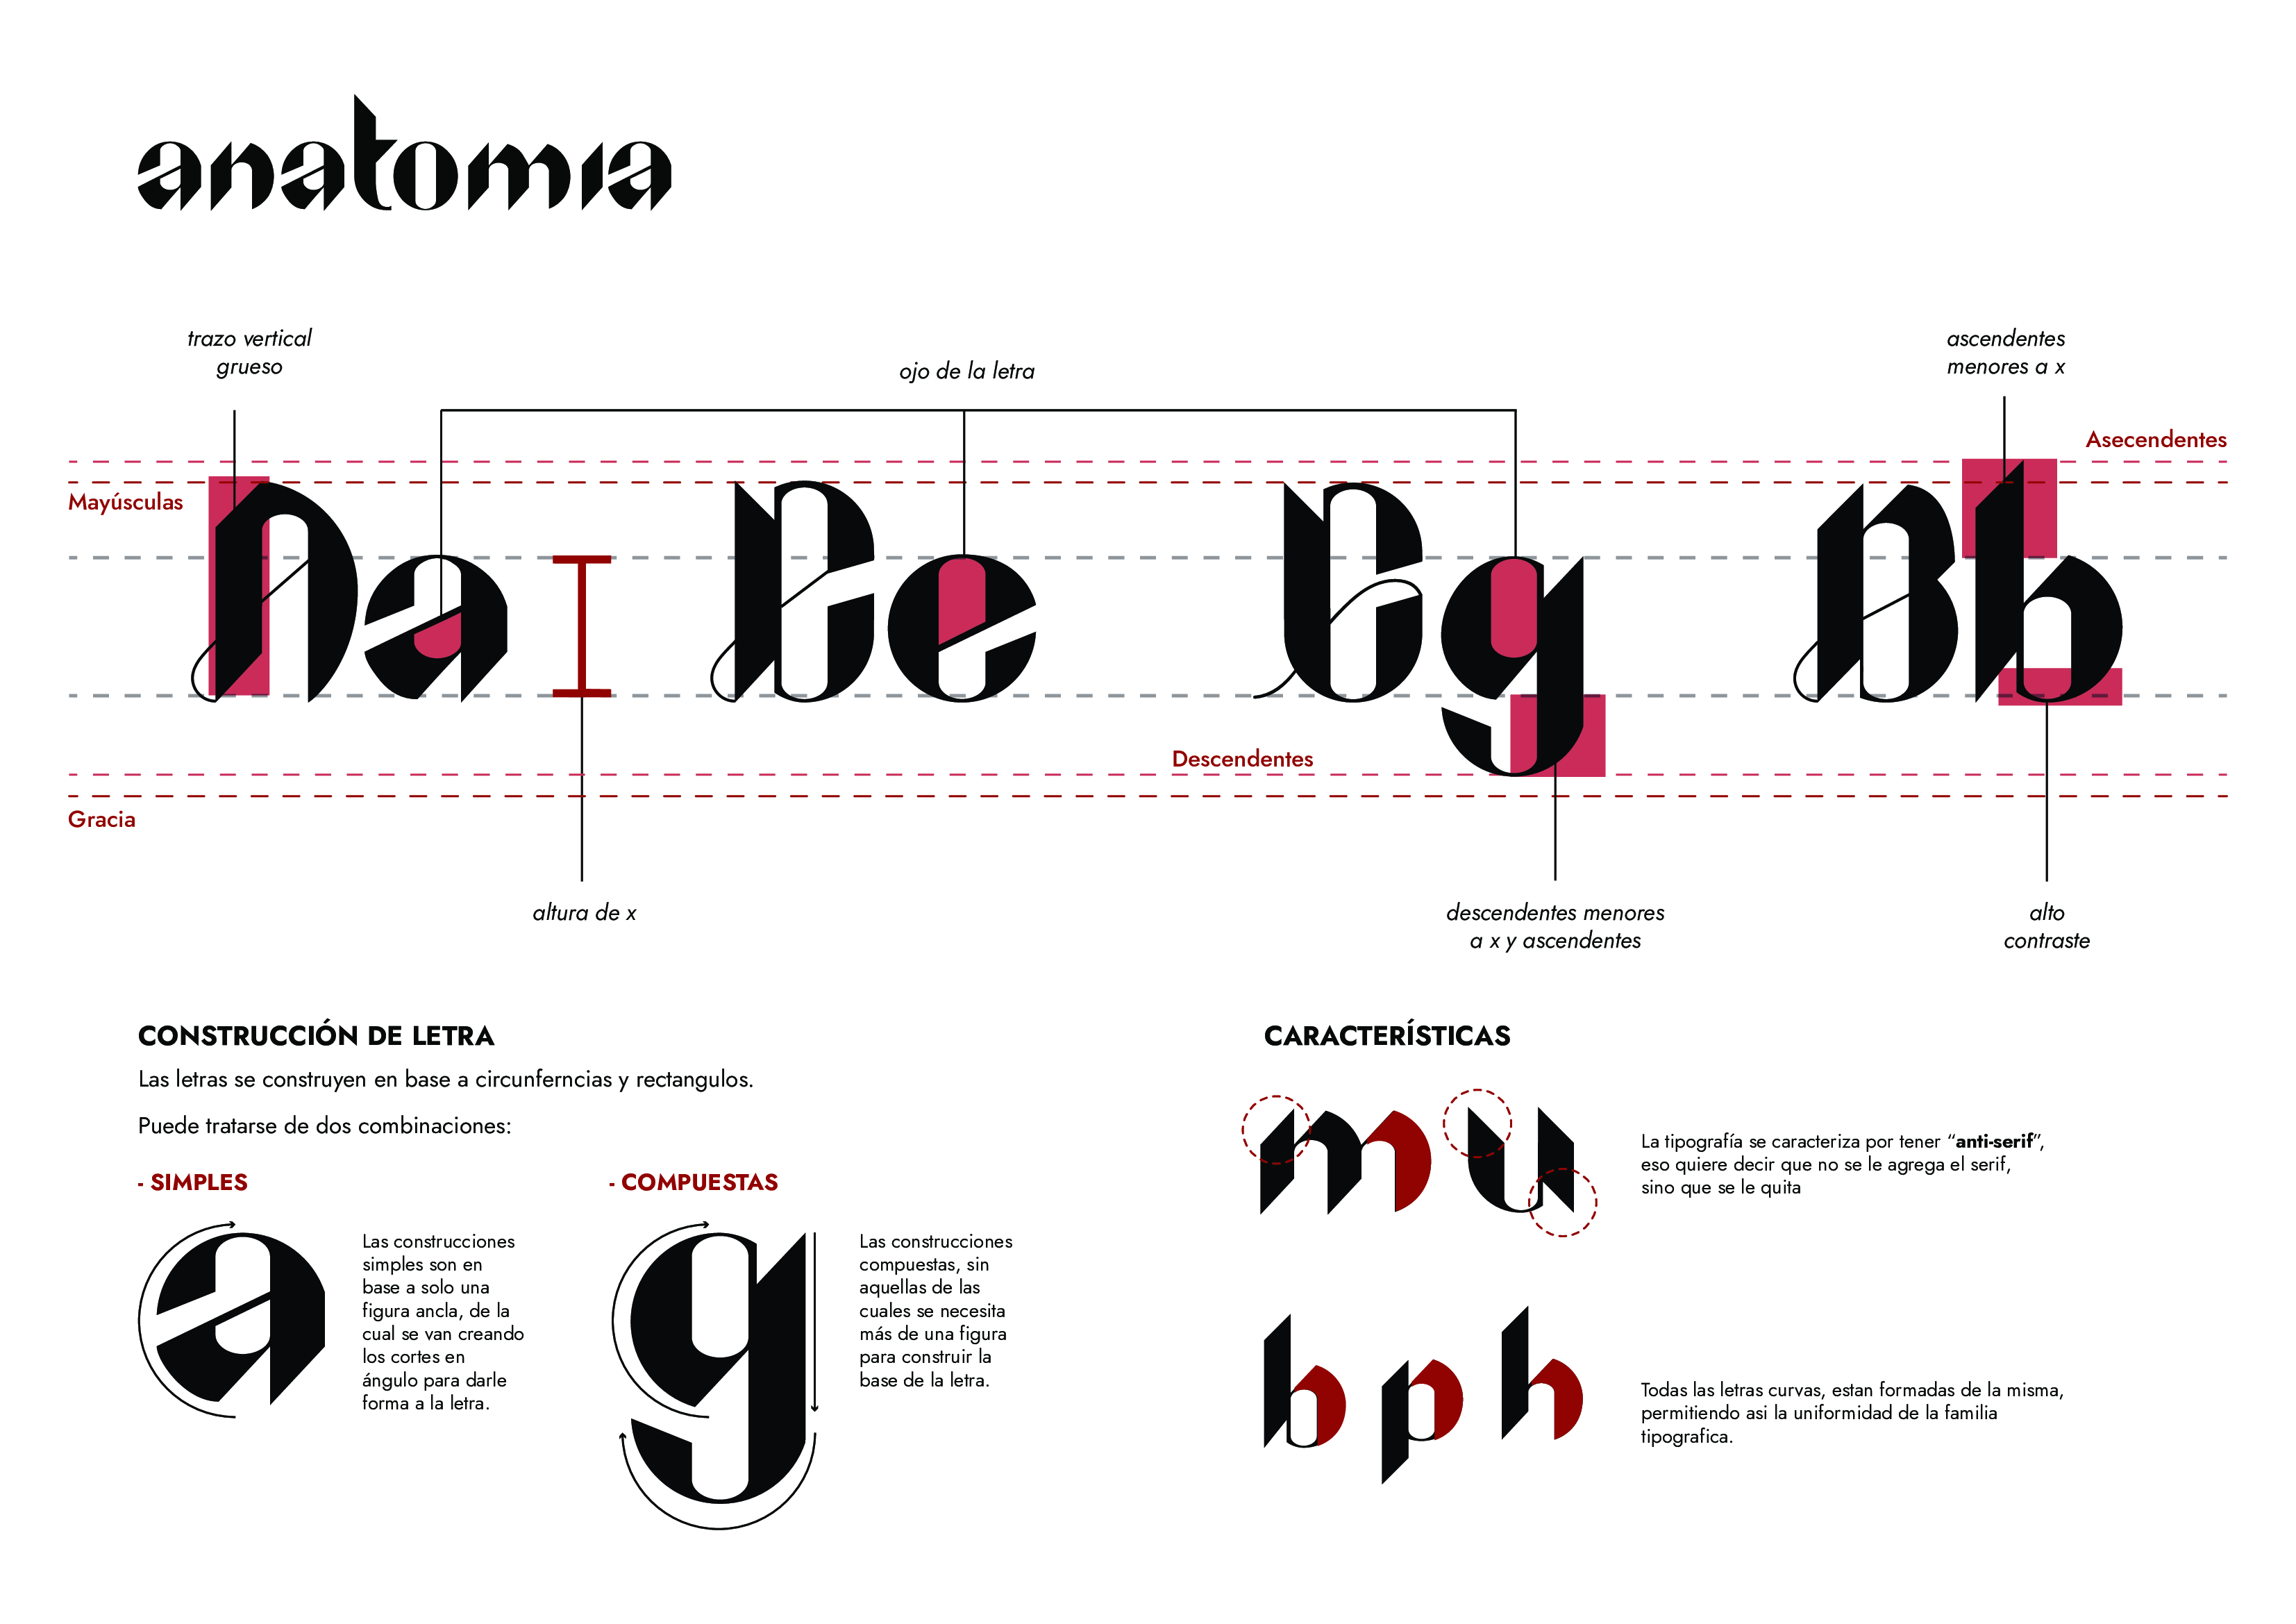 anatomıa
trazo vertical
grueso
ojo de la letra
ascendentes
menores a x
Asecendentes
Mayúsculas
Aa Ee Gg Bb
Descendentes
Gracia
altura de x
descendentes menores
a x y ascendentes
alto
contraste
CONSTRUCCIÓN DE LETRA
Las letras se construyen en base a circunferncias y rectangulos.
Puede tratarse de dos combinaciones:
- SIMPLES
a
Las construcciones
simples son en
base a solo una
figura ancla, de la
cual se van creando
los cortes en
ángulo para darle
forma a la letra.
- COMPUESTAS
g
Las construcciones
compuestas, sin
aquellas de las
cuales se necesita
más de una figura
para construir la
base de la letra.
CARACTERÍSTICAS
m u
La tipografía se caracteriza por tener “anti-serif”,
eso quiere decir que no se le agrega el serif,
sino que se le quita
b p h
Todas las letras curvas, estan formadas de la misma,
permitiendo asi la uniformidad de la familia
tipografica.